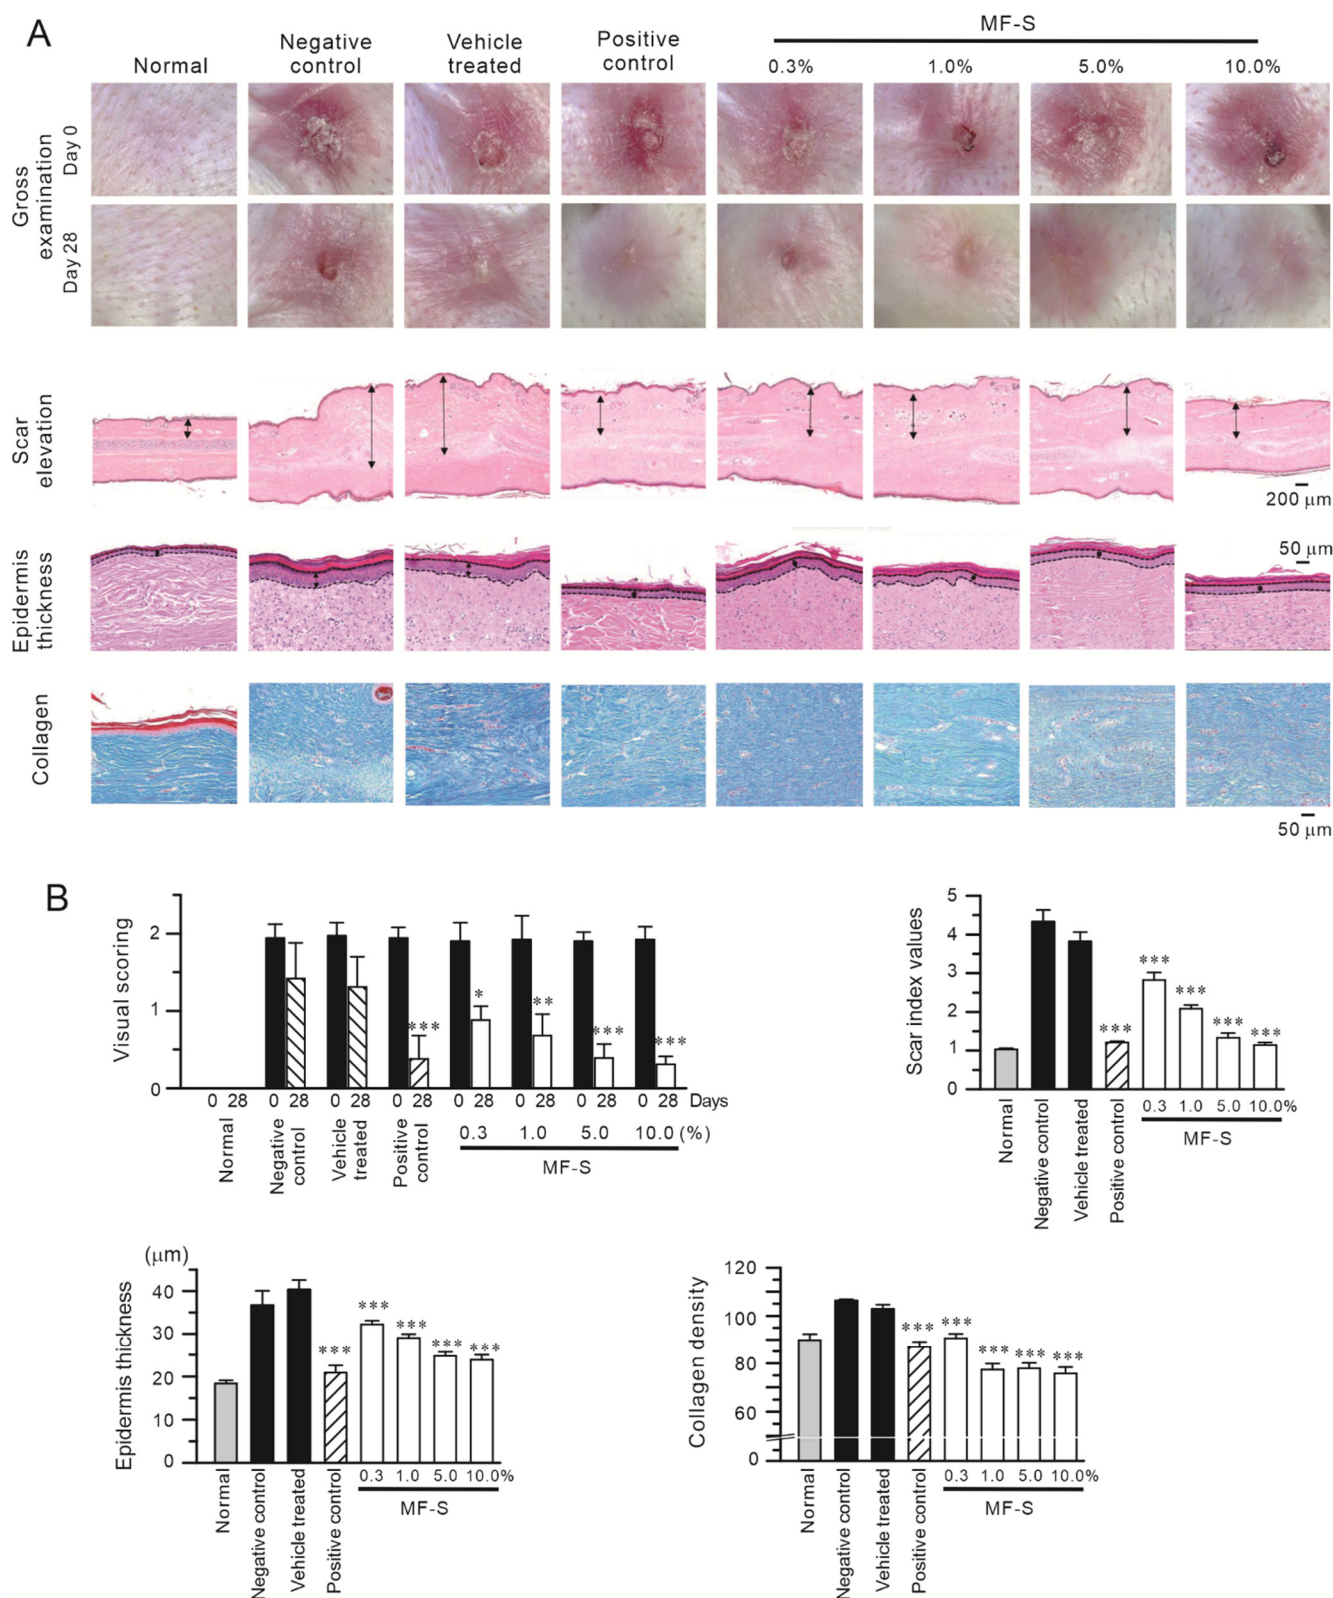 A
MF-S
Normal
Negative
control
Vehicle
treated
Positive
control
0.3%
1.0%
5.0%
10.0%
Gross
examination
Day 0
Day 28
Scar
elevation
200 μm
Epidermis
thickness
50 μm
Collagen
50 μm
B
Visual scoring
2
1
0
* * *
*
* *
* * *
* * *
0 28 0 28 0 28 0 28 0 28 0 28 0 28 0 28 Days
Normal
Negative
control
Vehicle
treated
Positive
control
0.3 1.0 5.0 10.0 (%)
MF-S
Scar index values
5
4
3
2
1
0
* * *
* * *
* * *
* * *
* * *
Normal
Negative control
Vehicle treated
Positive control
0.3 1.0 5.0 10.0%
MF-S
(μm)
Epidermis thickness
40
30
20
10
0
* * *
* * *
* * *
* * *
* * *
Normal
Negative control
Vehicle treated
Positive control
0.3 1.0 5.0 10.0%
MF-S
Collagen density
120
100
80
60
0
* * *
* * *
* * *
* * *
* * *
Normal
Negative control
Vehicle treated
Positive control
0.3 1.0 5.0 10.0%
MF-S